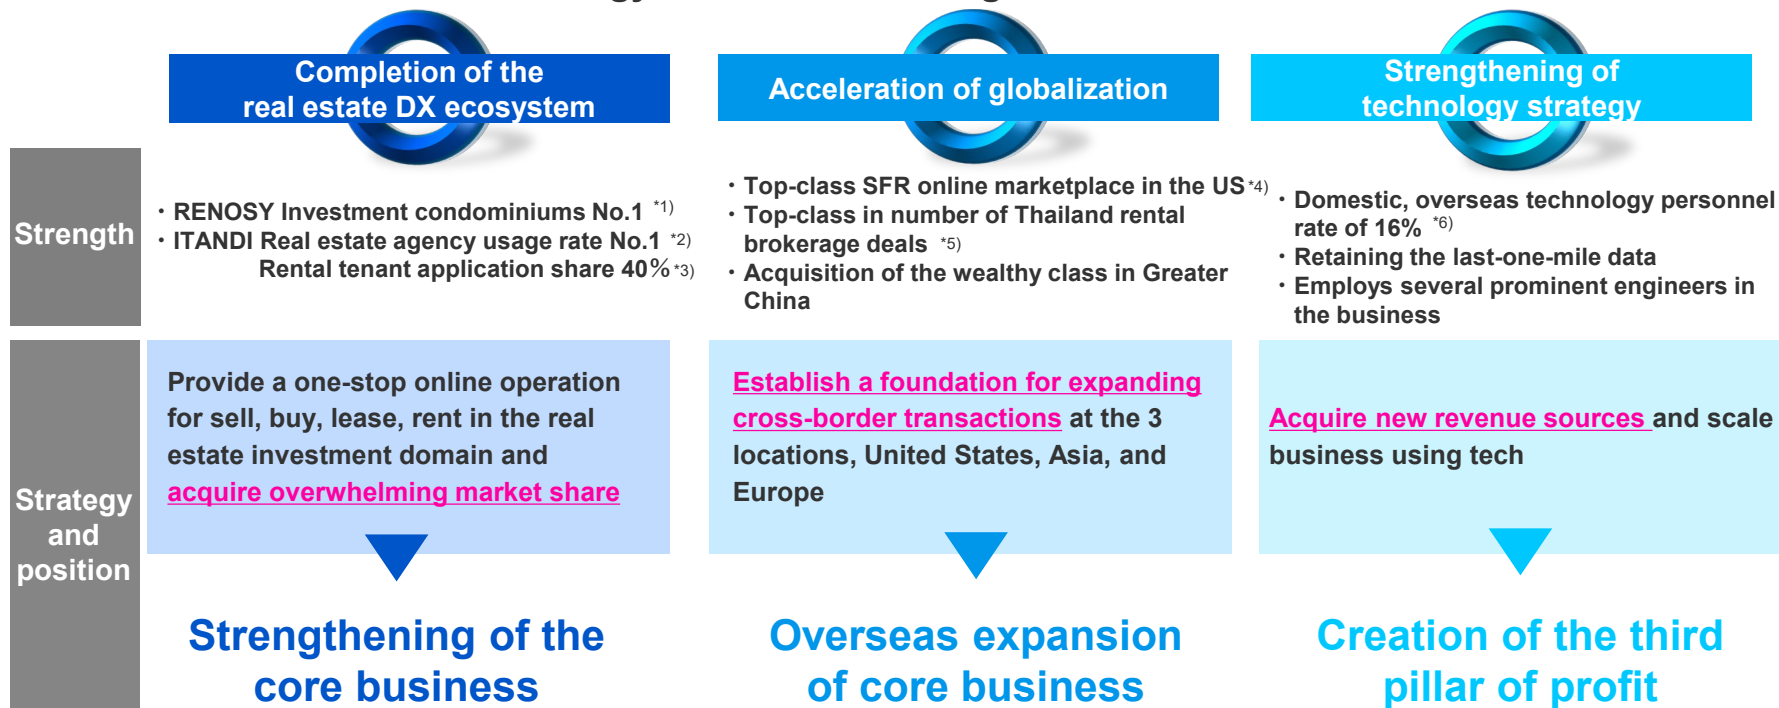 Completion of the
real estate DX ecosystem
Acceleration of globalization
Strengthening of
technology strategy
Strength
・RENOSY Investment condominiums No.1 *1)
・ITANDI Real estate agency usage rate No.1 *2)
Rental tenant application share 40% *3)
・Top-class SFR online marketplace in the US *4)
・Top-class in number of Thailand rental
brokerage deals *5)
・Acquisition of the wealthy class in Greater
China
・Domestic, overseas technology personnel
rate of 16% *6)
・Retaining the last-one-mile data
・Employs several prominent engineers in
the business
Strategy
and
position
Provide a one-stop online operation
for sell, buy, lease, rent in the real
estate investment domain and
acquire overwhelming market share
Establish a foundation for expanding
cross-border transactions at the 3
locations, United States, Asia, and
Europe
Acquire new revenue sources and scale
business using tech
Strengthening of the
core business
Overseas expansion
of core business
Creation of the third
pillar of profit